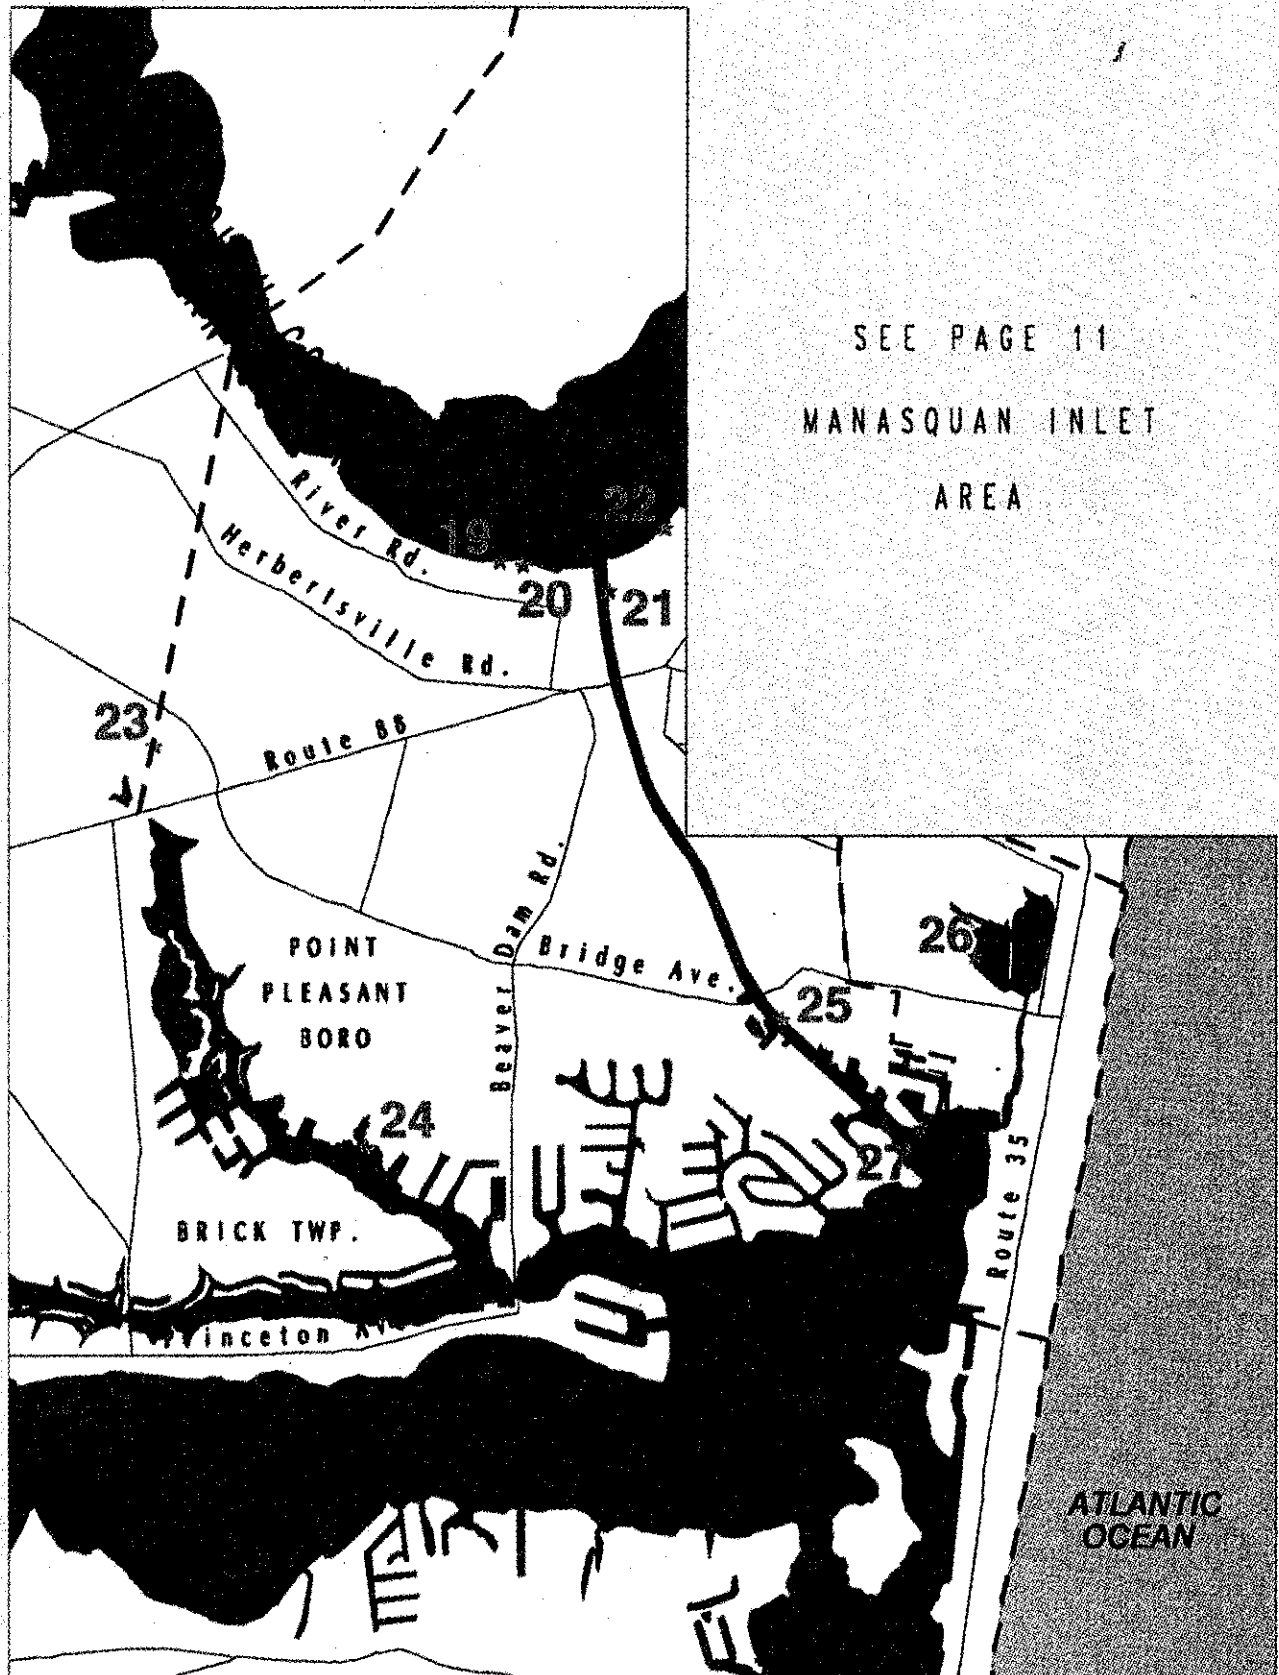 SEE PAGE 11
MANASQUAN INLET
AREA
River Rd.
22
19
Herbertsville Rd.
20
21
23
Route 88
Beaver Dam Rd.
26
POINT
PLEASANT
BORO
Bridge Ave.
25
24
27
Route 35
BRICK TWP.
Princeton Av
ATLANTIC
OCEAN